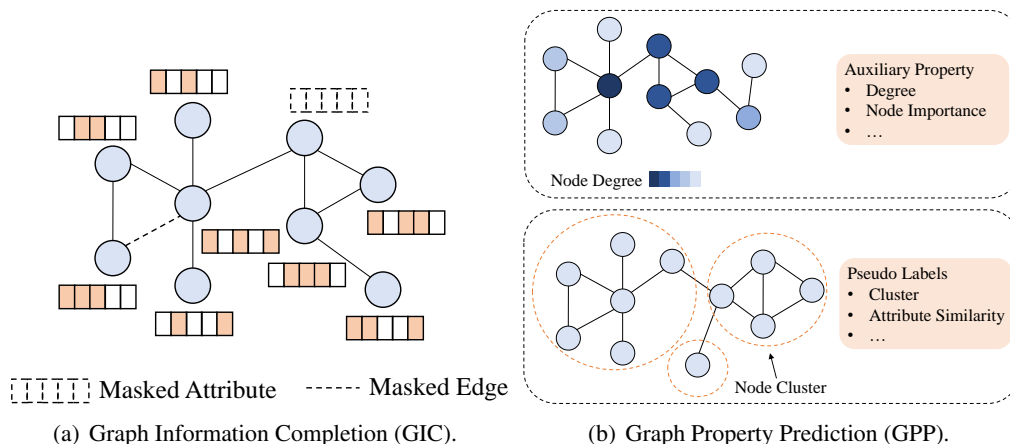 Masked Attribute
Masked Edge
(a) Graph Information Completion (GIC).
Auxiliary Property
• Degree
• Node Importance
• ...
Node Degree
Pseudo Labels
• Cluster
• Attribute Similarity
• ...
Node Cluster
(b) Graph Property Prediction (GPP).